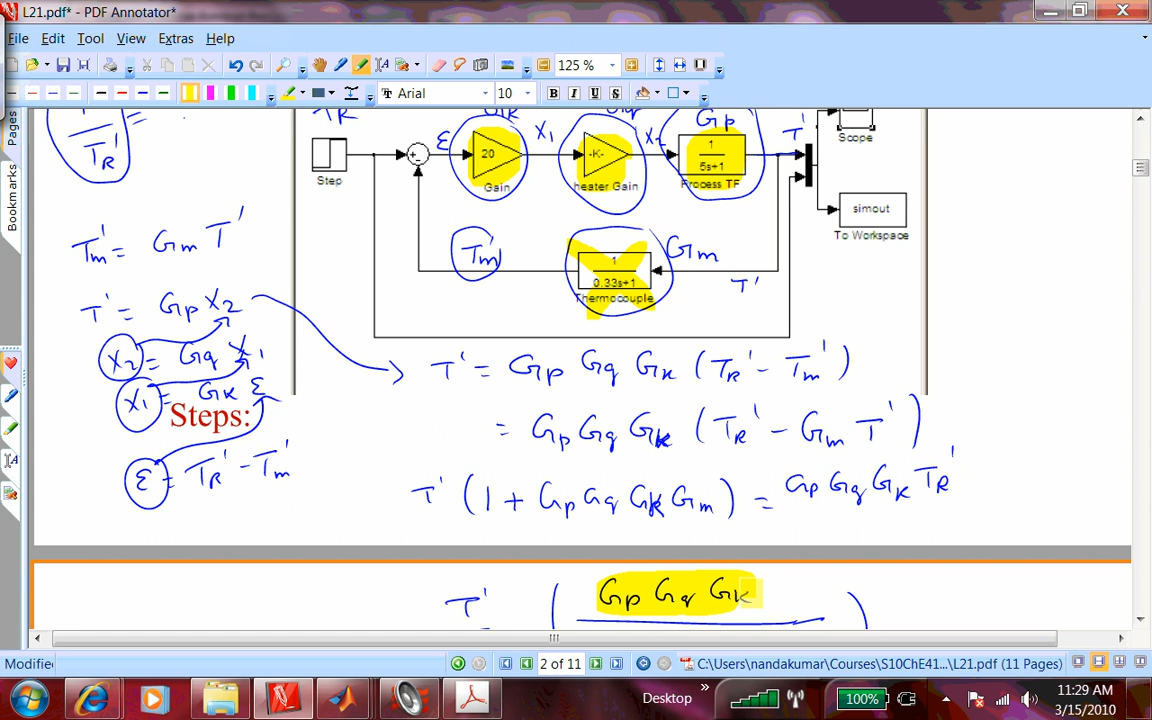 L21.pdf* - PDF Annotator
File Edit Tool View Extras Help
125 %
Arial 10 B I U S
Pages
Bookmarks
T_R'
G_p
ε X₁ X₂ T'
Step
20
Gain
-K-
heater Gain
1
5s+1
Process TF
Scope
simout
To Workspace
Tm' Gm
1
0.33s+1
Thermocouple
T'
Tm' = Gm T'
T' = Gp X₂
X₂ = Gq X₁
X₁ = GK ε
Steps:
ε = TR' - Tm'
T' = Gp Gq GK (TR' - Tm')
= Gp Gq GK (TR' - Gm T')
T' (1 + Gp Gq GK Gm) = Gp Gq GK TR'
Gp Gq GK
T'
Modified
2 of 11
C:\Users\nandakumar\Courses\S10ChE41...\L21.pdf (11 Pages)
Desktop »
100%
11:29 AM
3/15/2010